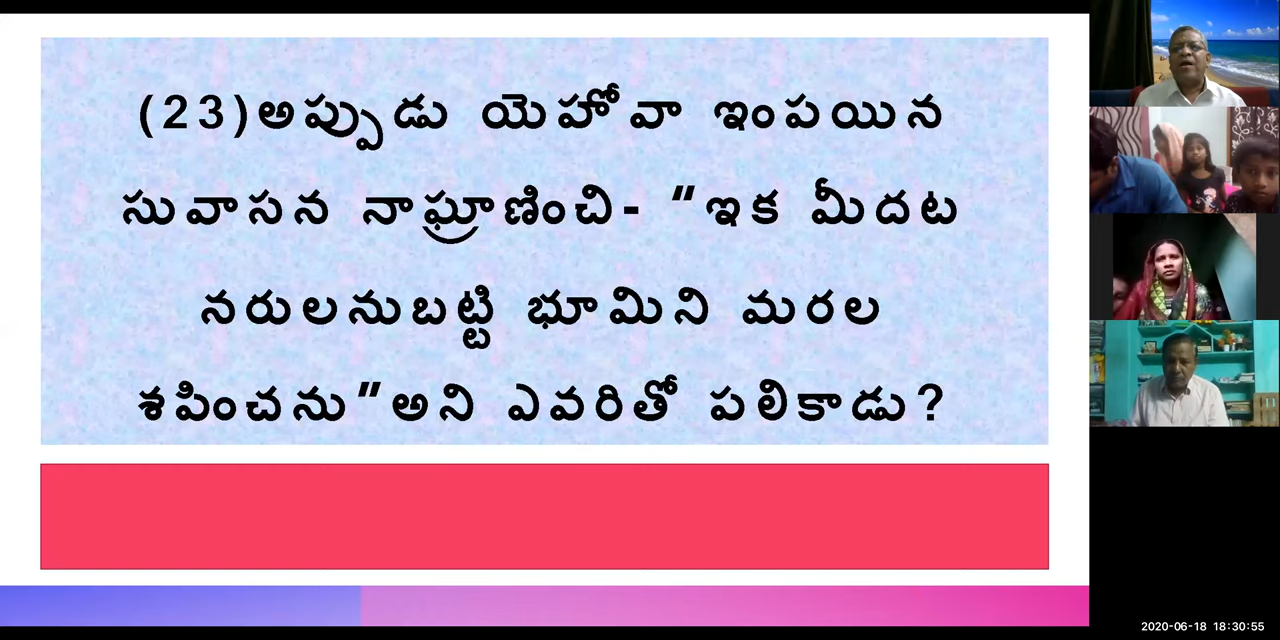 (23)అప్పుడు యెహోవా ఇంపయిన
సువాసన నాఘ్రాణించి- "ఇక మీదట
నరులనుబట్టి భూమిని మరల
శపించను"అని ఎవరితో పలికాడు?
2020-06-18 18:30:55